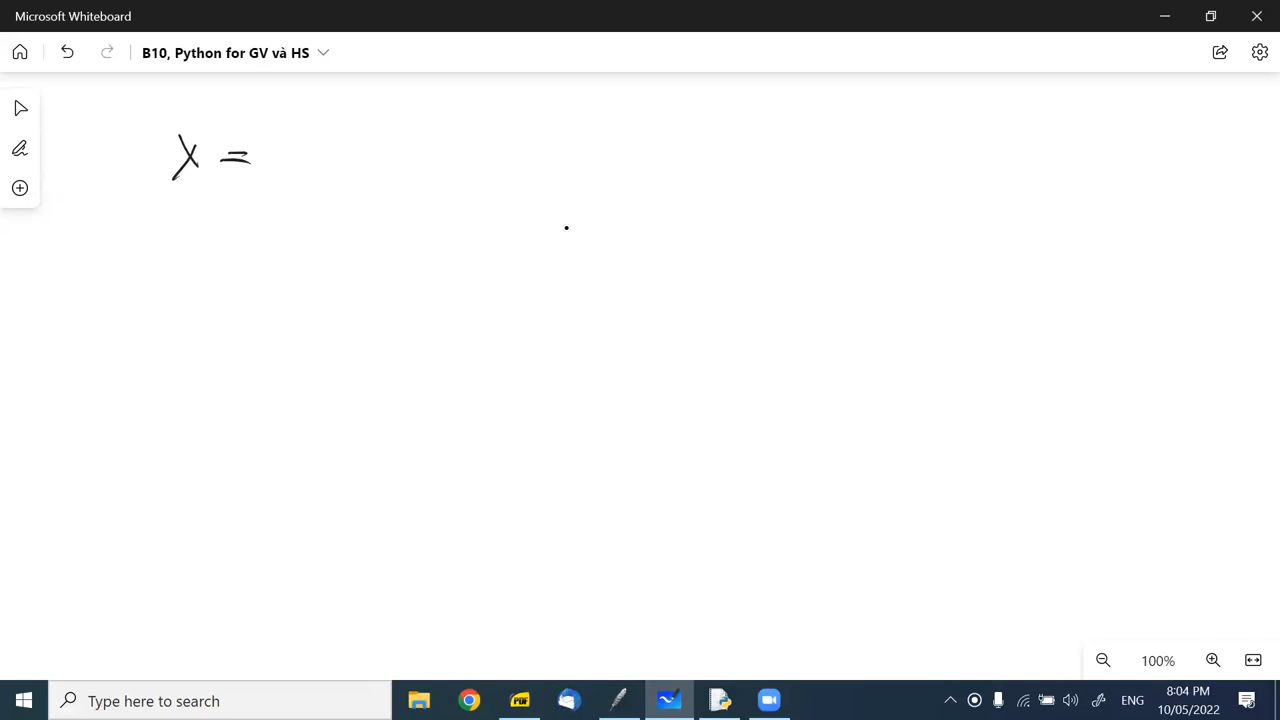 Microsoft Whiteboard
B10, Python for GV và HS
X =
100%
Type here to search
PDF
ENG
8:04 PM
10/05/2022